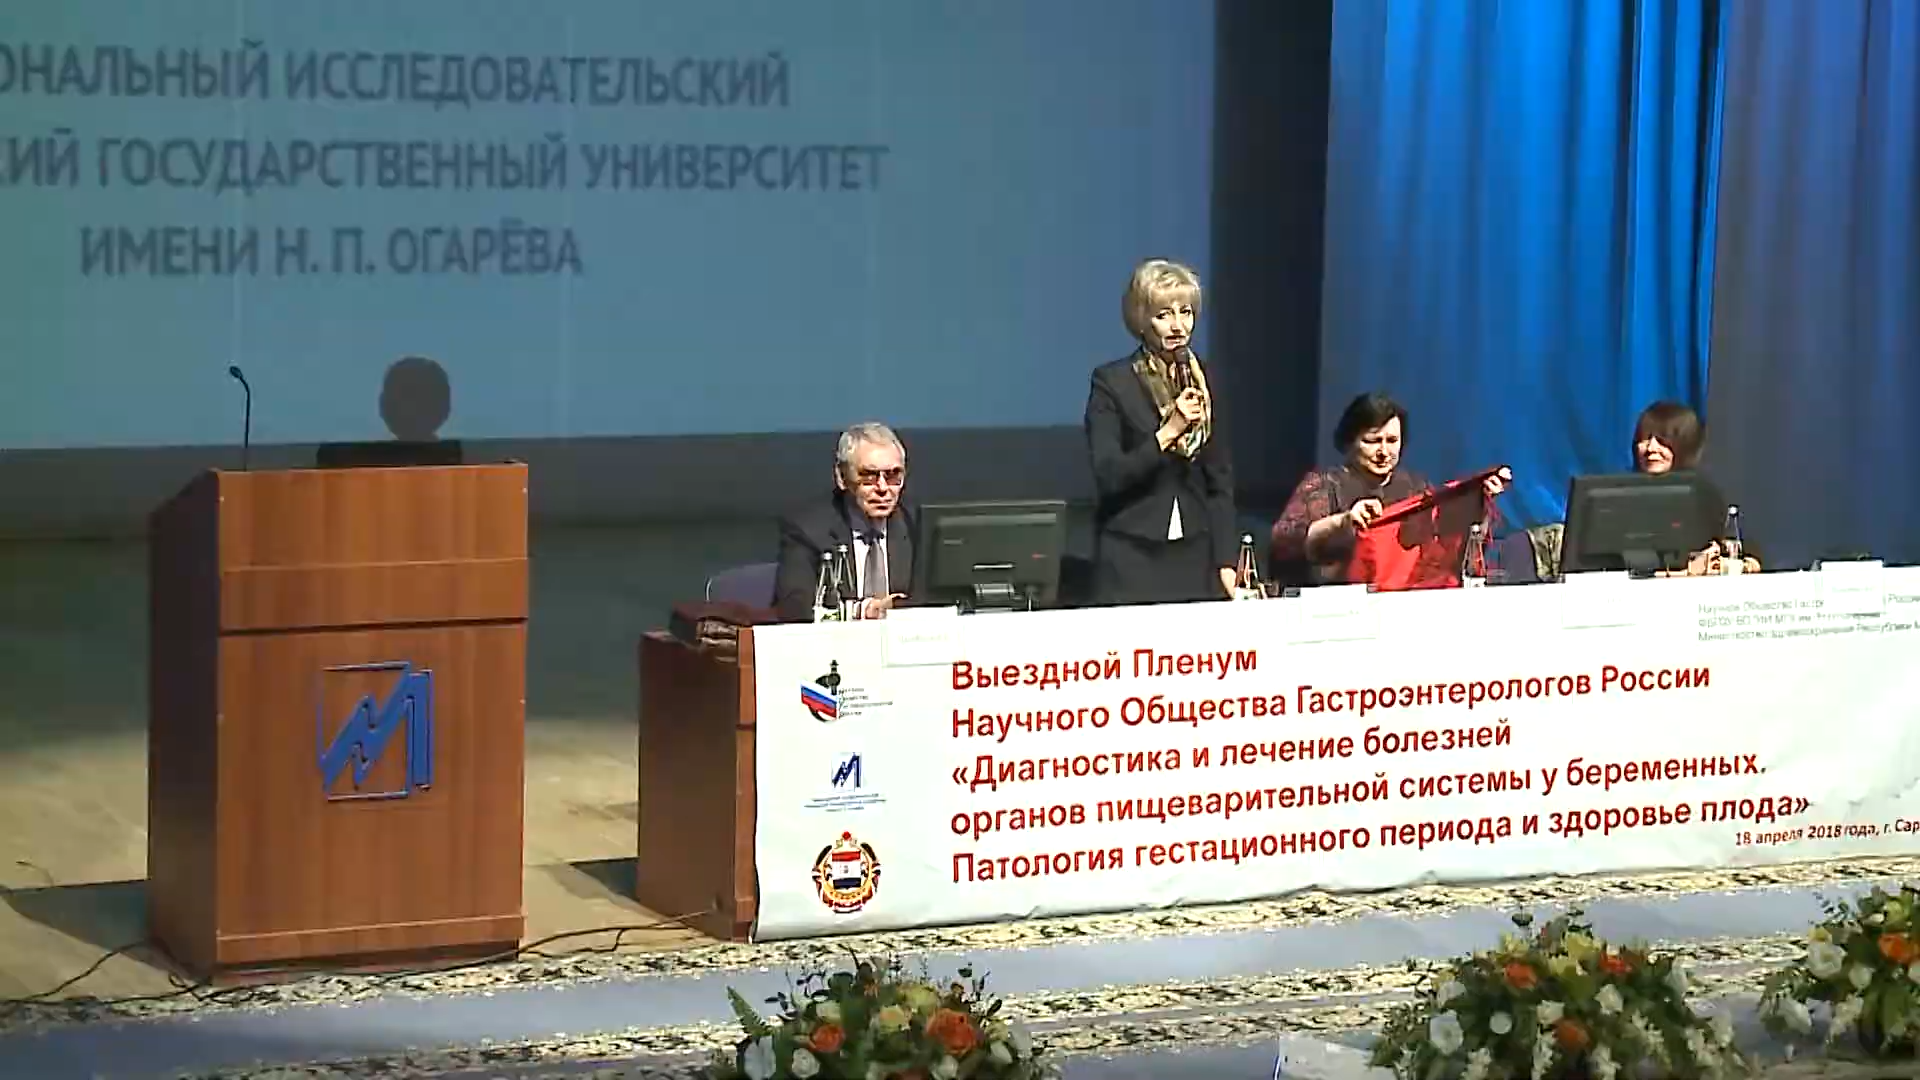 ОНАЛЬНЫЙ ИССЛЕДОВАТЕЛЬСКИЙ
КИЙ ГОСУДАРСТВЕННЫЙ УНИВЕРСИТЕТ
ИМЕНИ Н. П. ОГАРЁВА
Выездной Пленум
Научного Общества Гастроэнтерологов России
«Диагностика и лечение болезней
органов пищеварительной системы у беременных.
Патология гестационного периода и здоровье плода»
18 апреля 2018 года, г. Сар